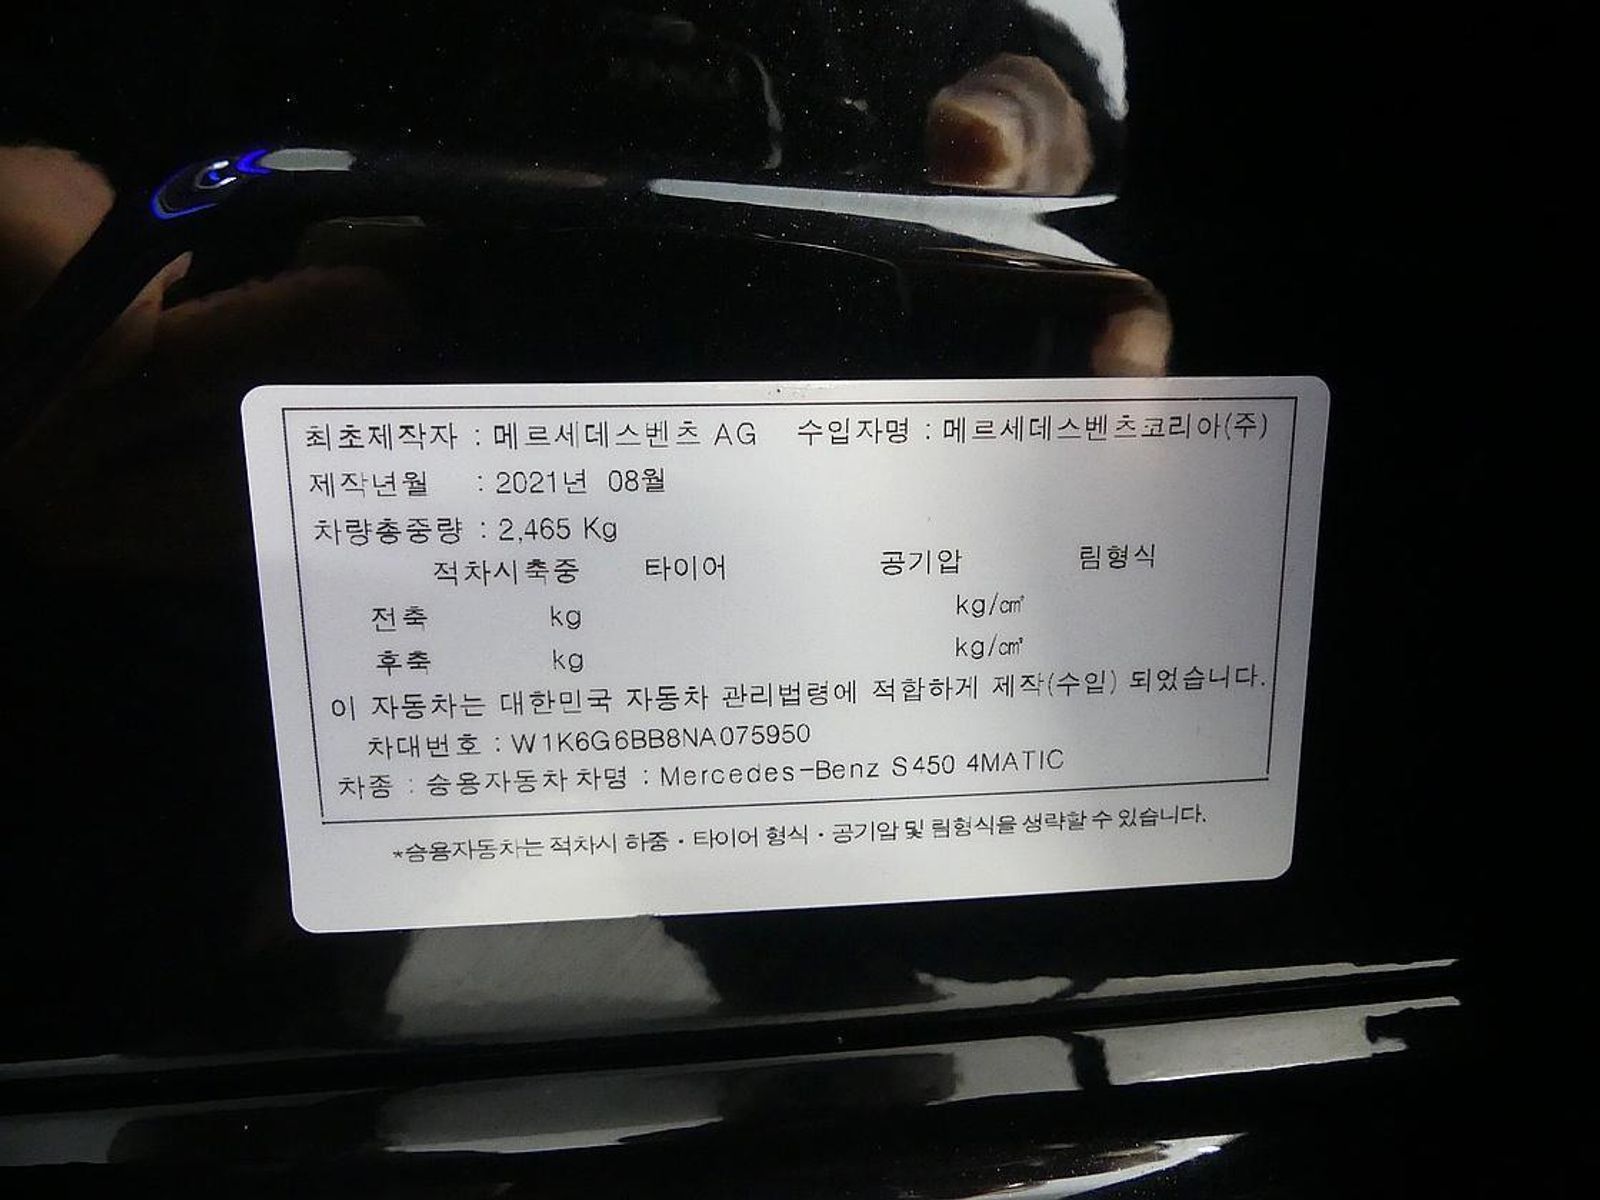 최초제작자 : 메르세데스벤츠 AG 수입자명 : 메르세데스벤츠코리아(주)
제작년월 : 2021년 08월
차량총중량 : 2,465 Kg
적차시축중 타이어 공기압 림형식
전축 kg kg/㎠
후축 kg kg/㎠
이 자동차는 대한민국 자동차 관리법령에 적합하게 제작(수입) 되었습니다.
차대번호 : W1K6G6BB8NA075950
차종 : 승용자동차 차명 : Mercedes-Benz S450 4MATIC
*승용자동차는 적차시 하중·타이어 형식·공기압 및 림형식을 생략할 수 있습니다.